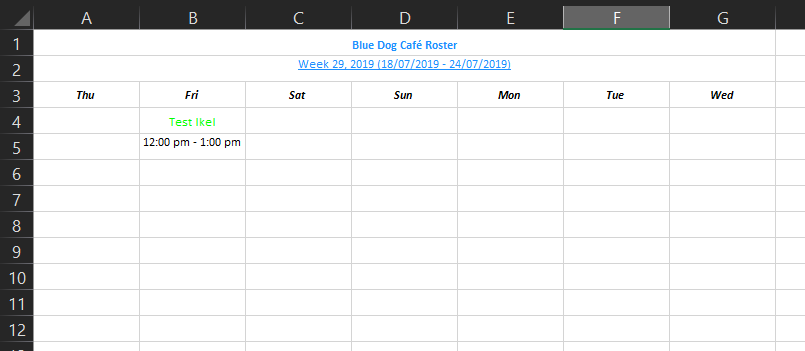 A B C D E F G
1 Blue Dog Café Roster
2 Week 29, 2019 (18/07/2019 - 24/07/2019)
3 Thu Fri Sat Sun Mon Tue Wed
4 Test Ikel
5 12:00 pm - 1:00 pm
6
7
8
9
10
11
12